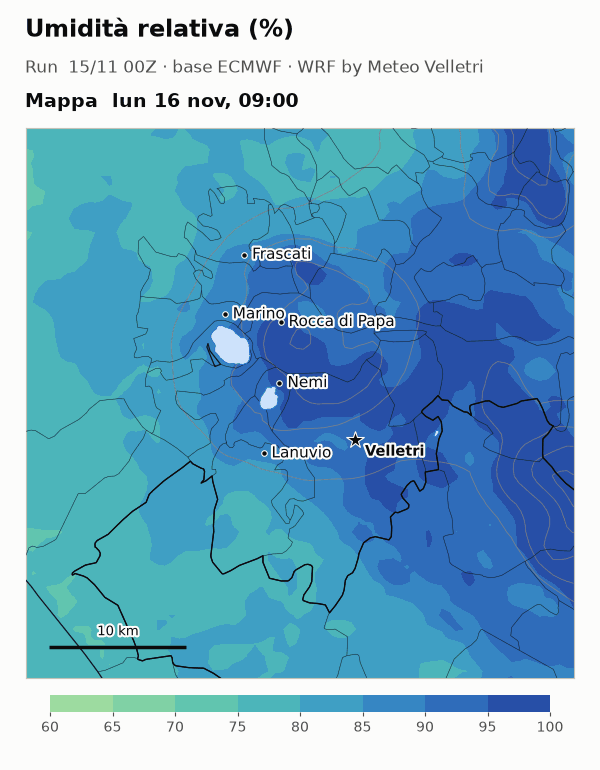 Umidità relativa (%)
Run  15/11 00Z · base ECMWF · WRF by Meteo Velletri
Mappa  lun 16 nov, 09:00
Frascati
Marino
Rocca di Papa
Nemi
Velletri
Lanuvio
10 km
60 65 70 75 80 85 90 95 100